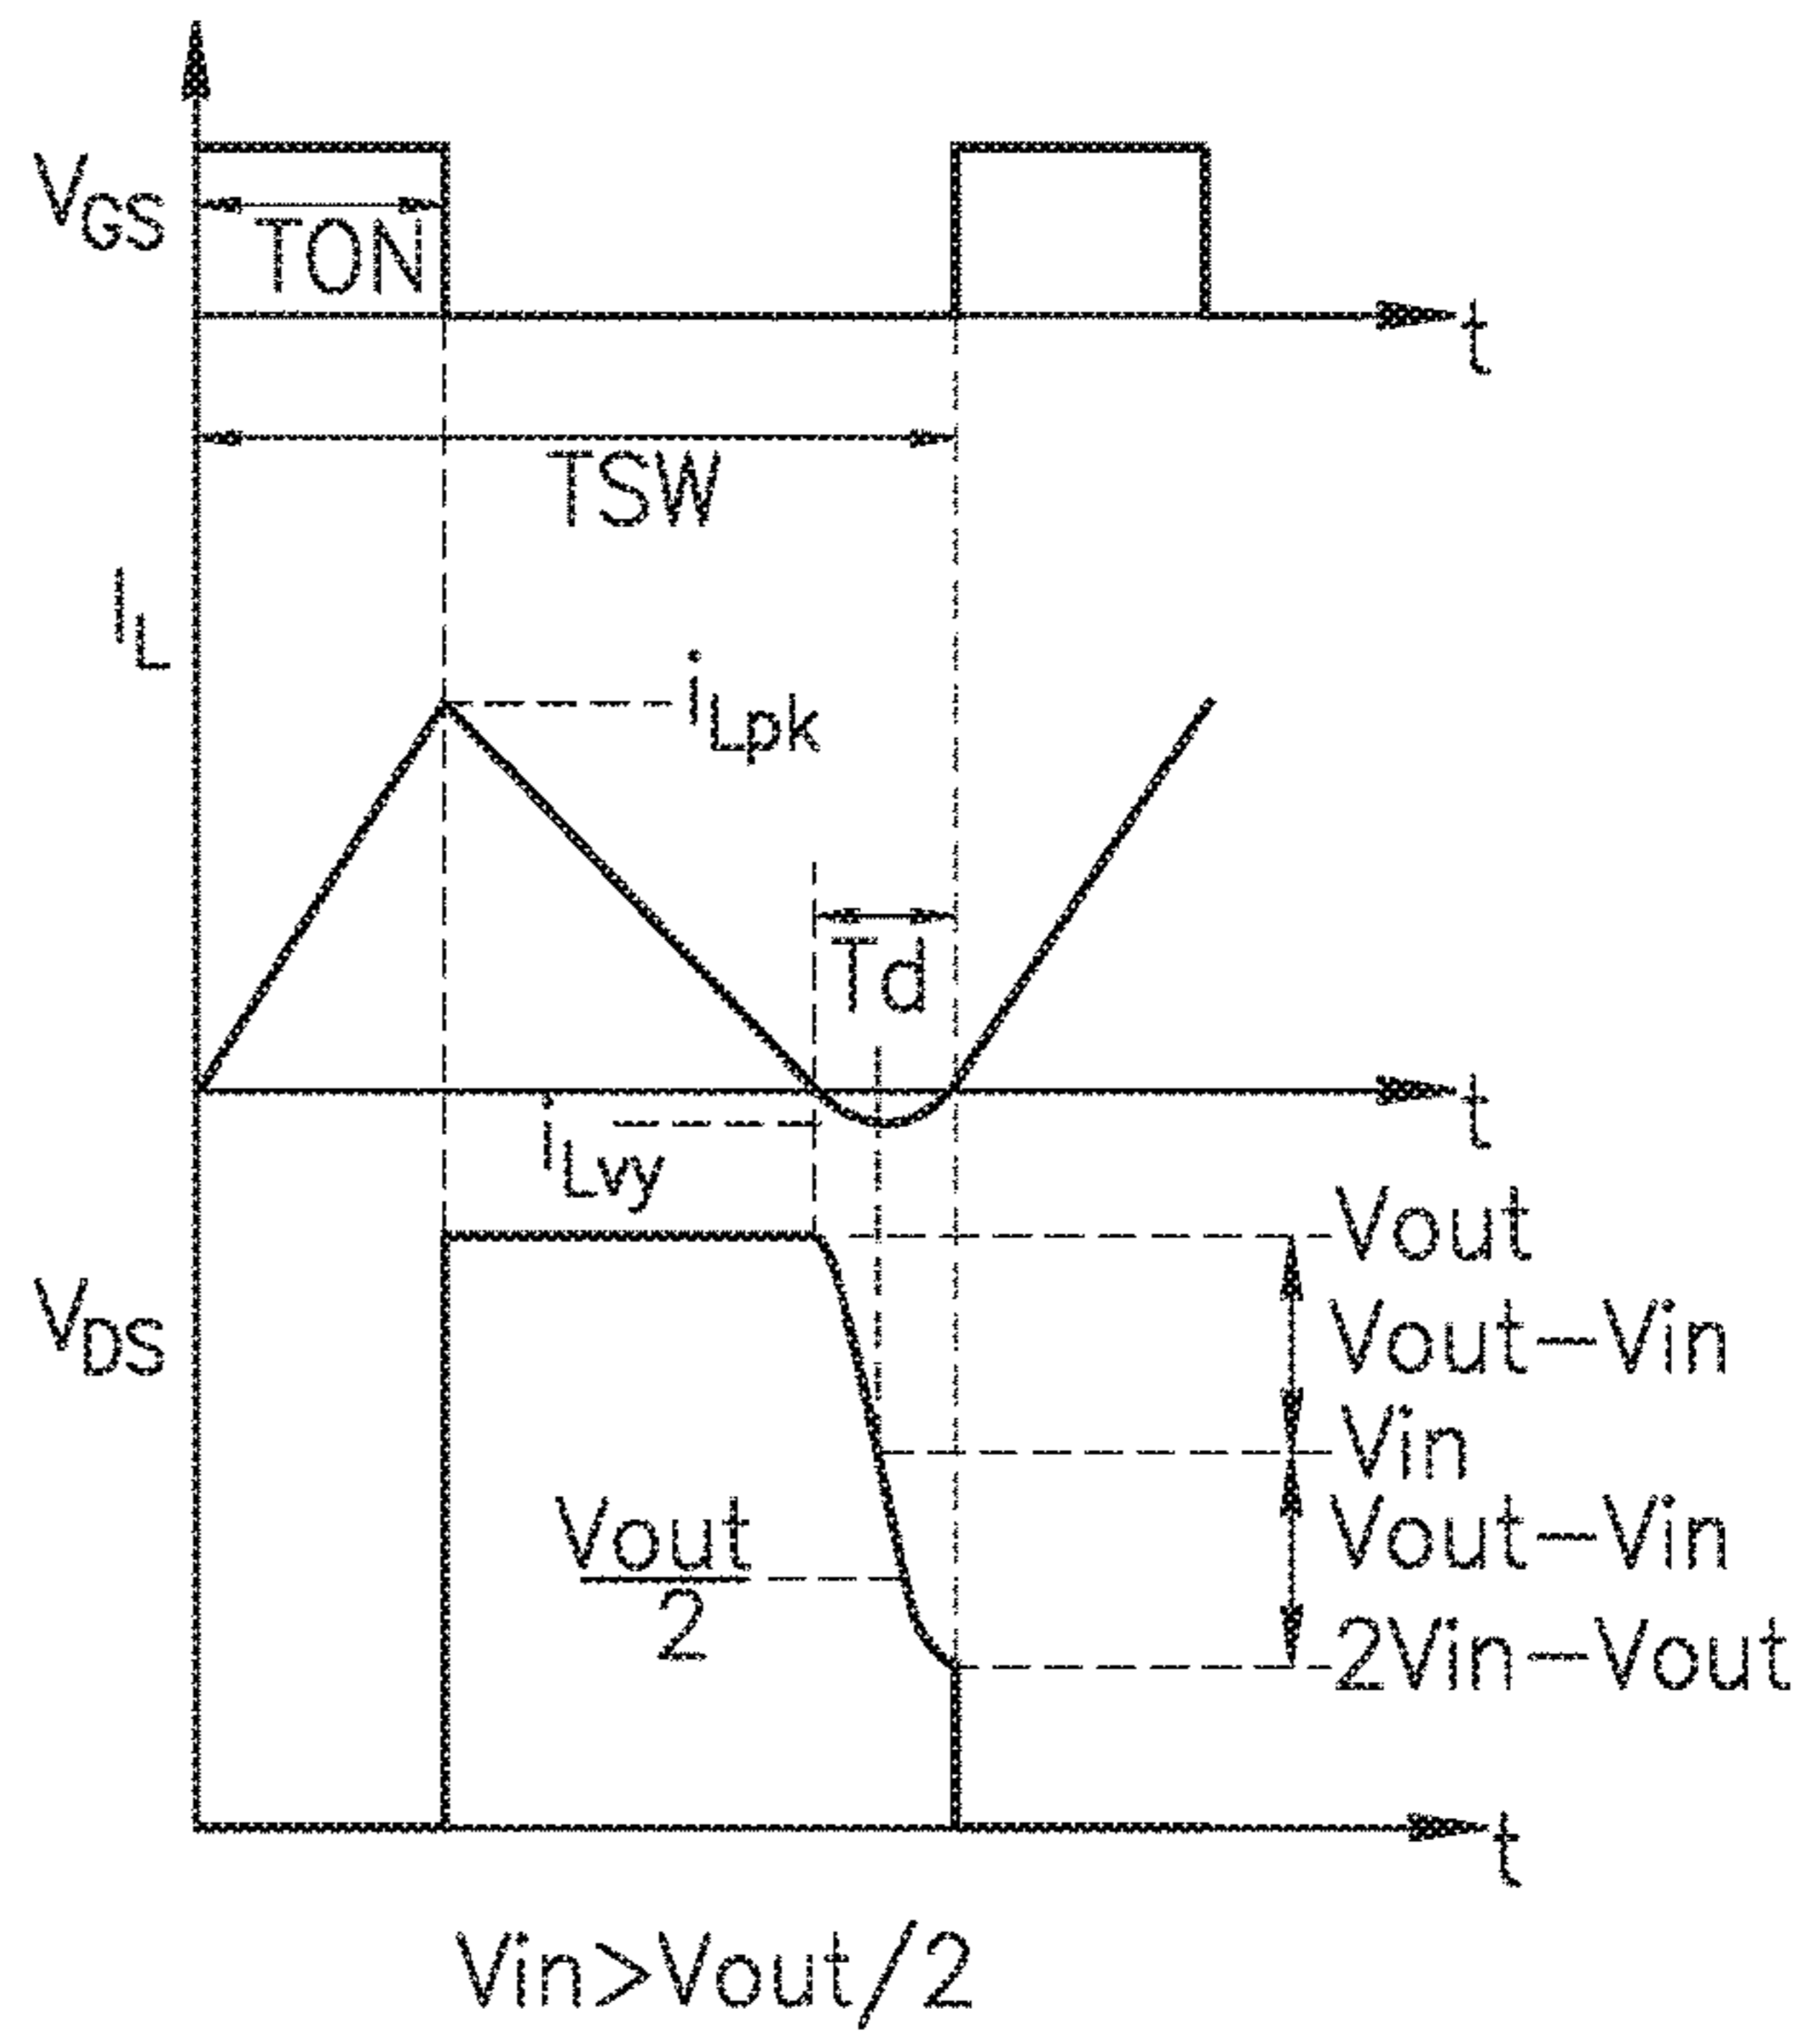 VGS
TON
t
TSW
IL
iLpk
Td
t
iLvy
Vout
VDS
Vout-Vin
Vin
Vout
2
Vout-Vin
2Vin-Vout
t
Vin>Vout/2